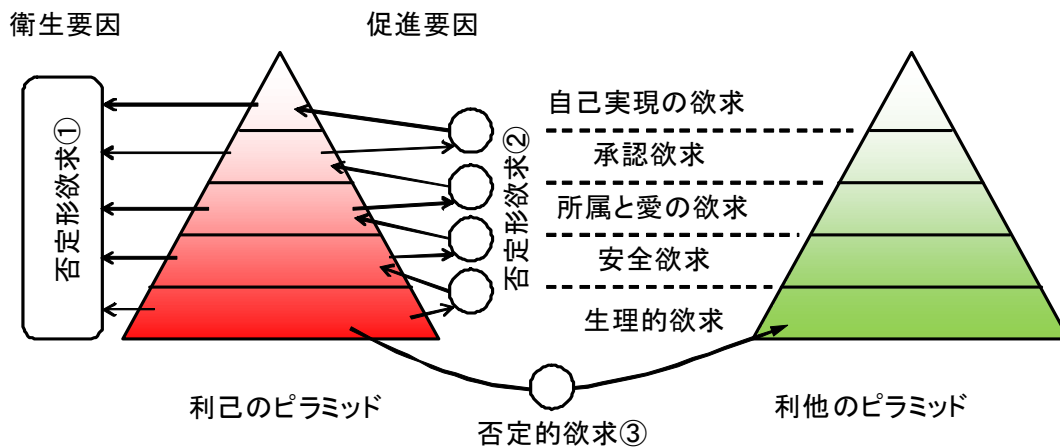 衛生要因
促進要因
否定形欲求①
否定形欲求②
自己実現の欲求
承認欲求
所属と愛の欲求
安全欲求
生理的欲求
利己のピラミッド
利他のピラミッド
否定的欲求③